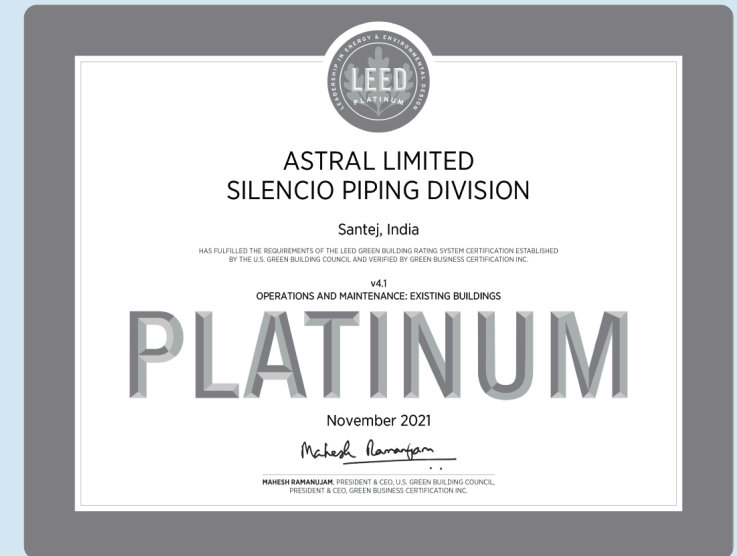 LEADERSHIP IN ENERGY & ENVIRONMENTAL DESIGN
LEED
PLATINUM
ASTRAL LIMITED
SILENCIO PIPING DIVISION
Santej, India
HAS FULFILLED THE REQUIREMENTS OF THE LEED GREEN BUILDING RATING SYSTEM CERTIFICATION ESTABLISHED
BY THE U.S. GREEN BUILDING COUNCIL AND VERIFIED BY GREEN BUSINESS CERTIFICATION INC.
v4.1
OPERATIONS AND MAINTENANCE: EXISTING BUILDINGS
PLATINUM
November 2021
Mahesh Ramanujam
MAHESH RAMANUJAM, PRESIDENT & CEO, U.S. GREEN BUILDING COUNCIL,
PRESIDENT & CEO, GREEN BUSINESS CERTIFICATION INC.